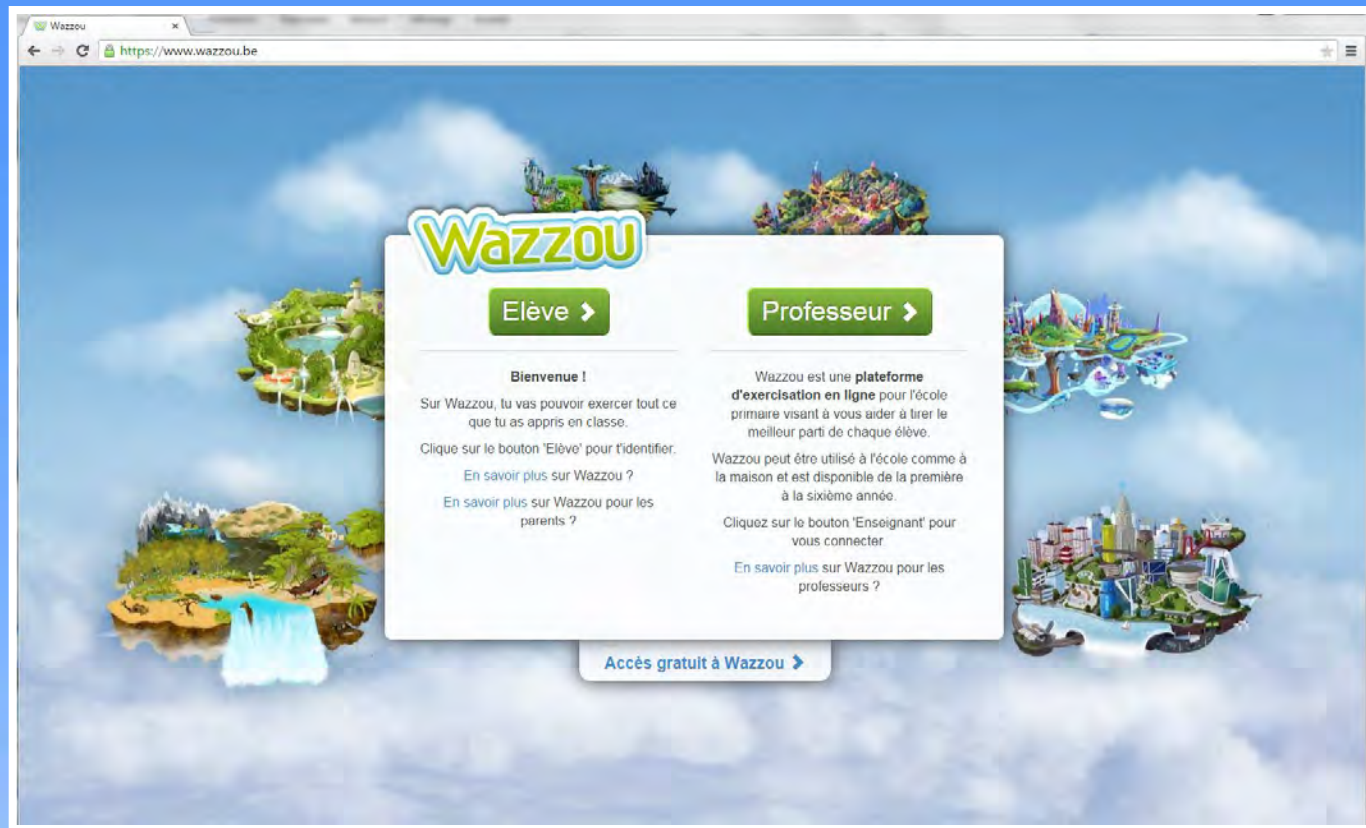 Wazzou
https://www.wazzou.be
Wazzou
Elève
Bienvenue !
Sur Wazzou, tu vas pouvoir exercer tout ce
que tu as appris en classe.
Clique sur le bouton 'Elève' pour t'identifier.
En savoir plus sur Wazzou ?
En savoir plus sur Wazzou pour les
parents ?
Professeur
Wazzou est une plateforme
d'exercisation en ligne pour l'école
primaire visant à vous aider à tirer le
meilleur parti de chaque élève.
Wazzou peut être utilisé à l'école comme à
la maison et est disponible de la première
à la sixième année.
Cliquez sur le bouton 'Enseignant' pour
vous connecter
En savoir plus sur Wazzou pour les
professeurs ?
Accès gratuit à Wazzou